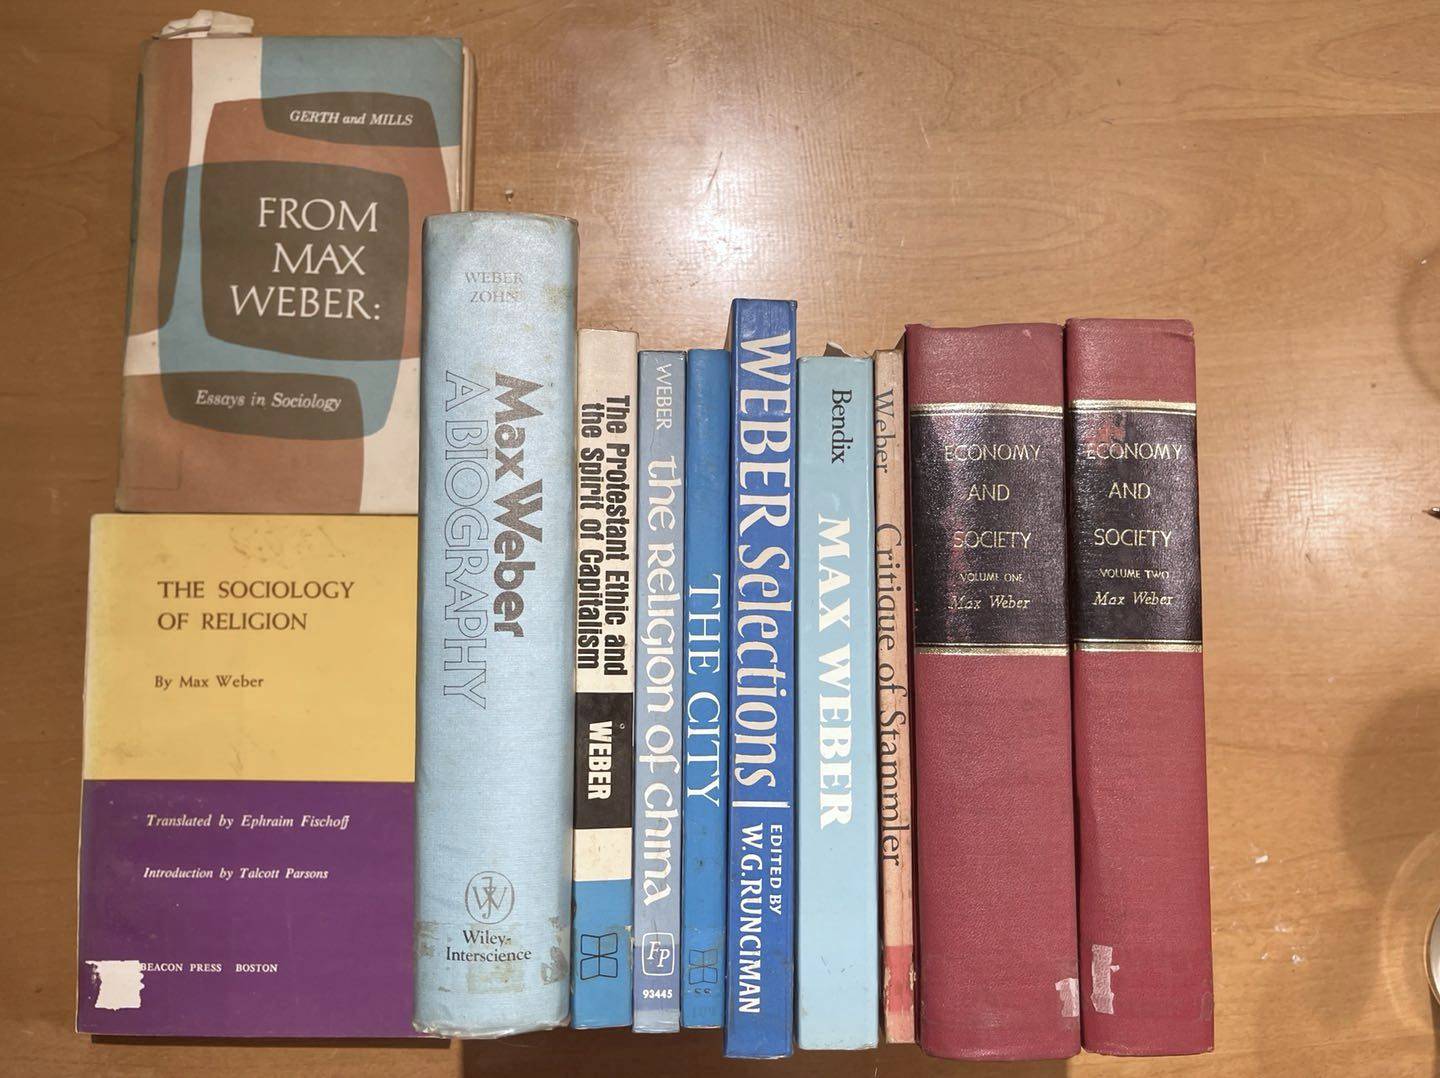 GERTH and MILLS
FROM
MAX
WEBER:
Essays in Sociology
THE SOCIOLOGY
OF RELIGION
By Max Weber
Translated by Ephraim Fischoff
Introduction by Talcott Parsons
BEACON PRESS BOSTON
WEBER
ZOHN
Max Weber
A BIOGRAPHY
Wiley-
Interscience
The Protestant Ethic and
the Spirit of Capitalism
WEBER
WEBER
the Religion of China
FP
93445
THE CITY
WEBER Selections
EDITED BY
W.G.RUNCIMAN
Bendix
MAX WEBER
Weber
Critique of Stammler
ECONOMY
AND
SOCIETY
VOLUME ONE
Max Weber
ECONOMY
AND
SOCIETY
VOLUME TWO
Max Weber